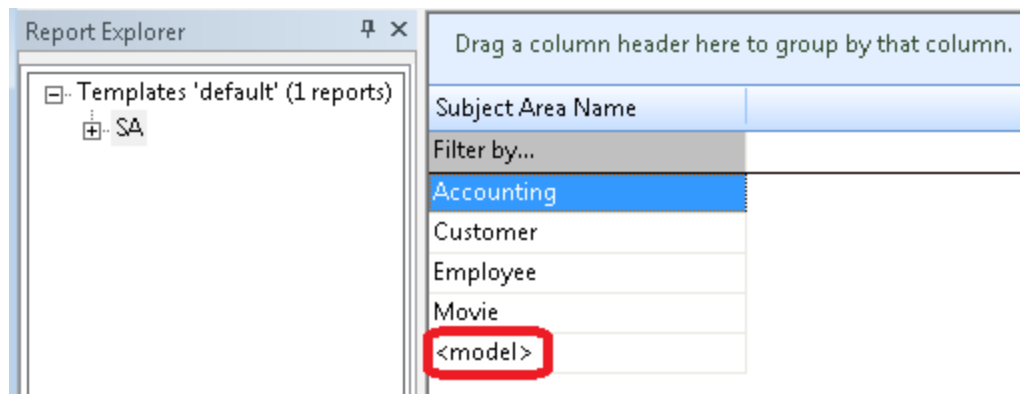 Report Explorer
Templates 'default' (1 reports)
SA
Drag a column header here to group by that column.
Subject Area Name
Filter by...
Accounting
Customer
Employee
Movie
<model>